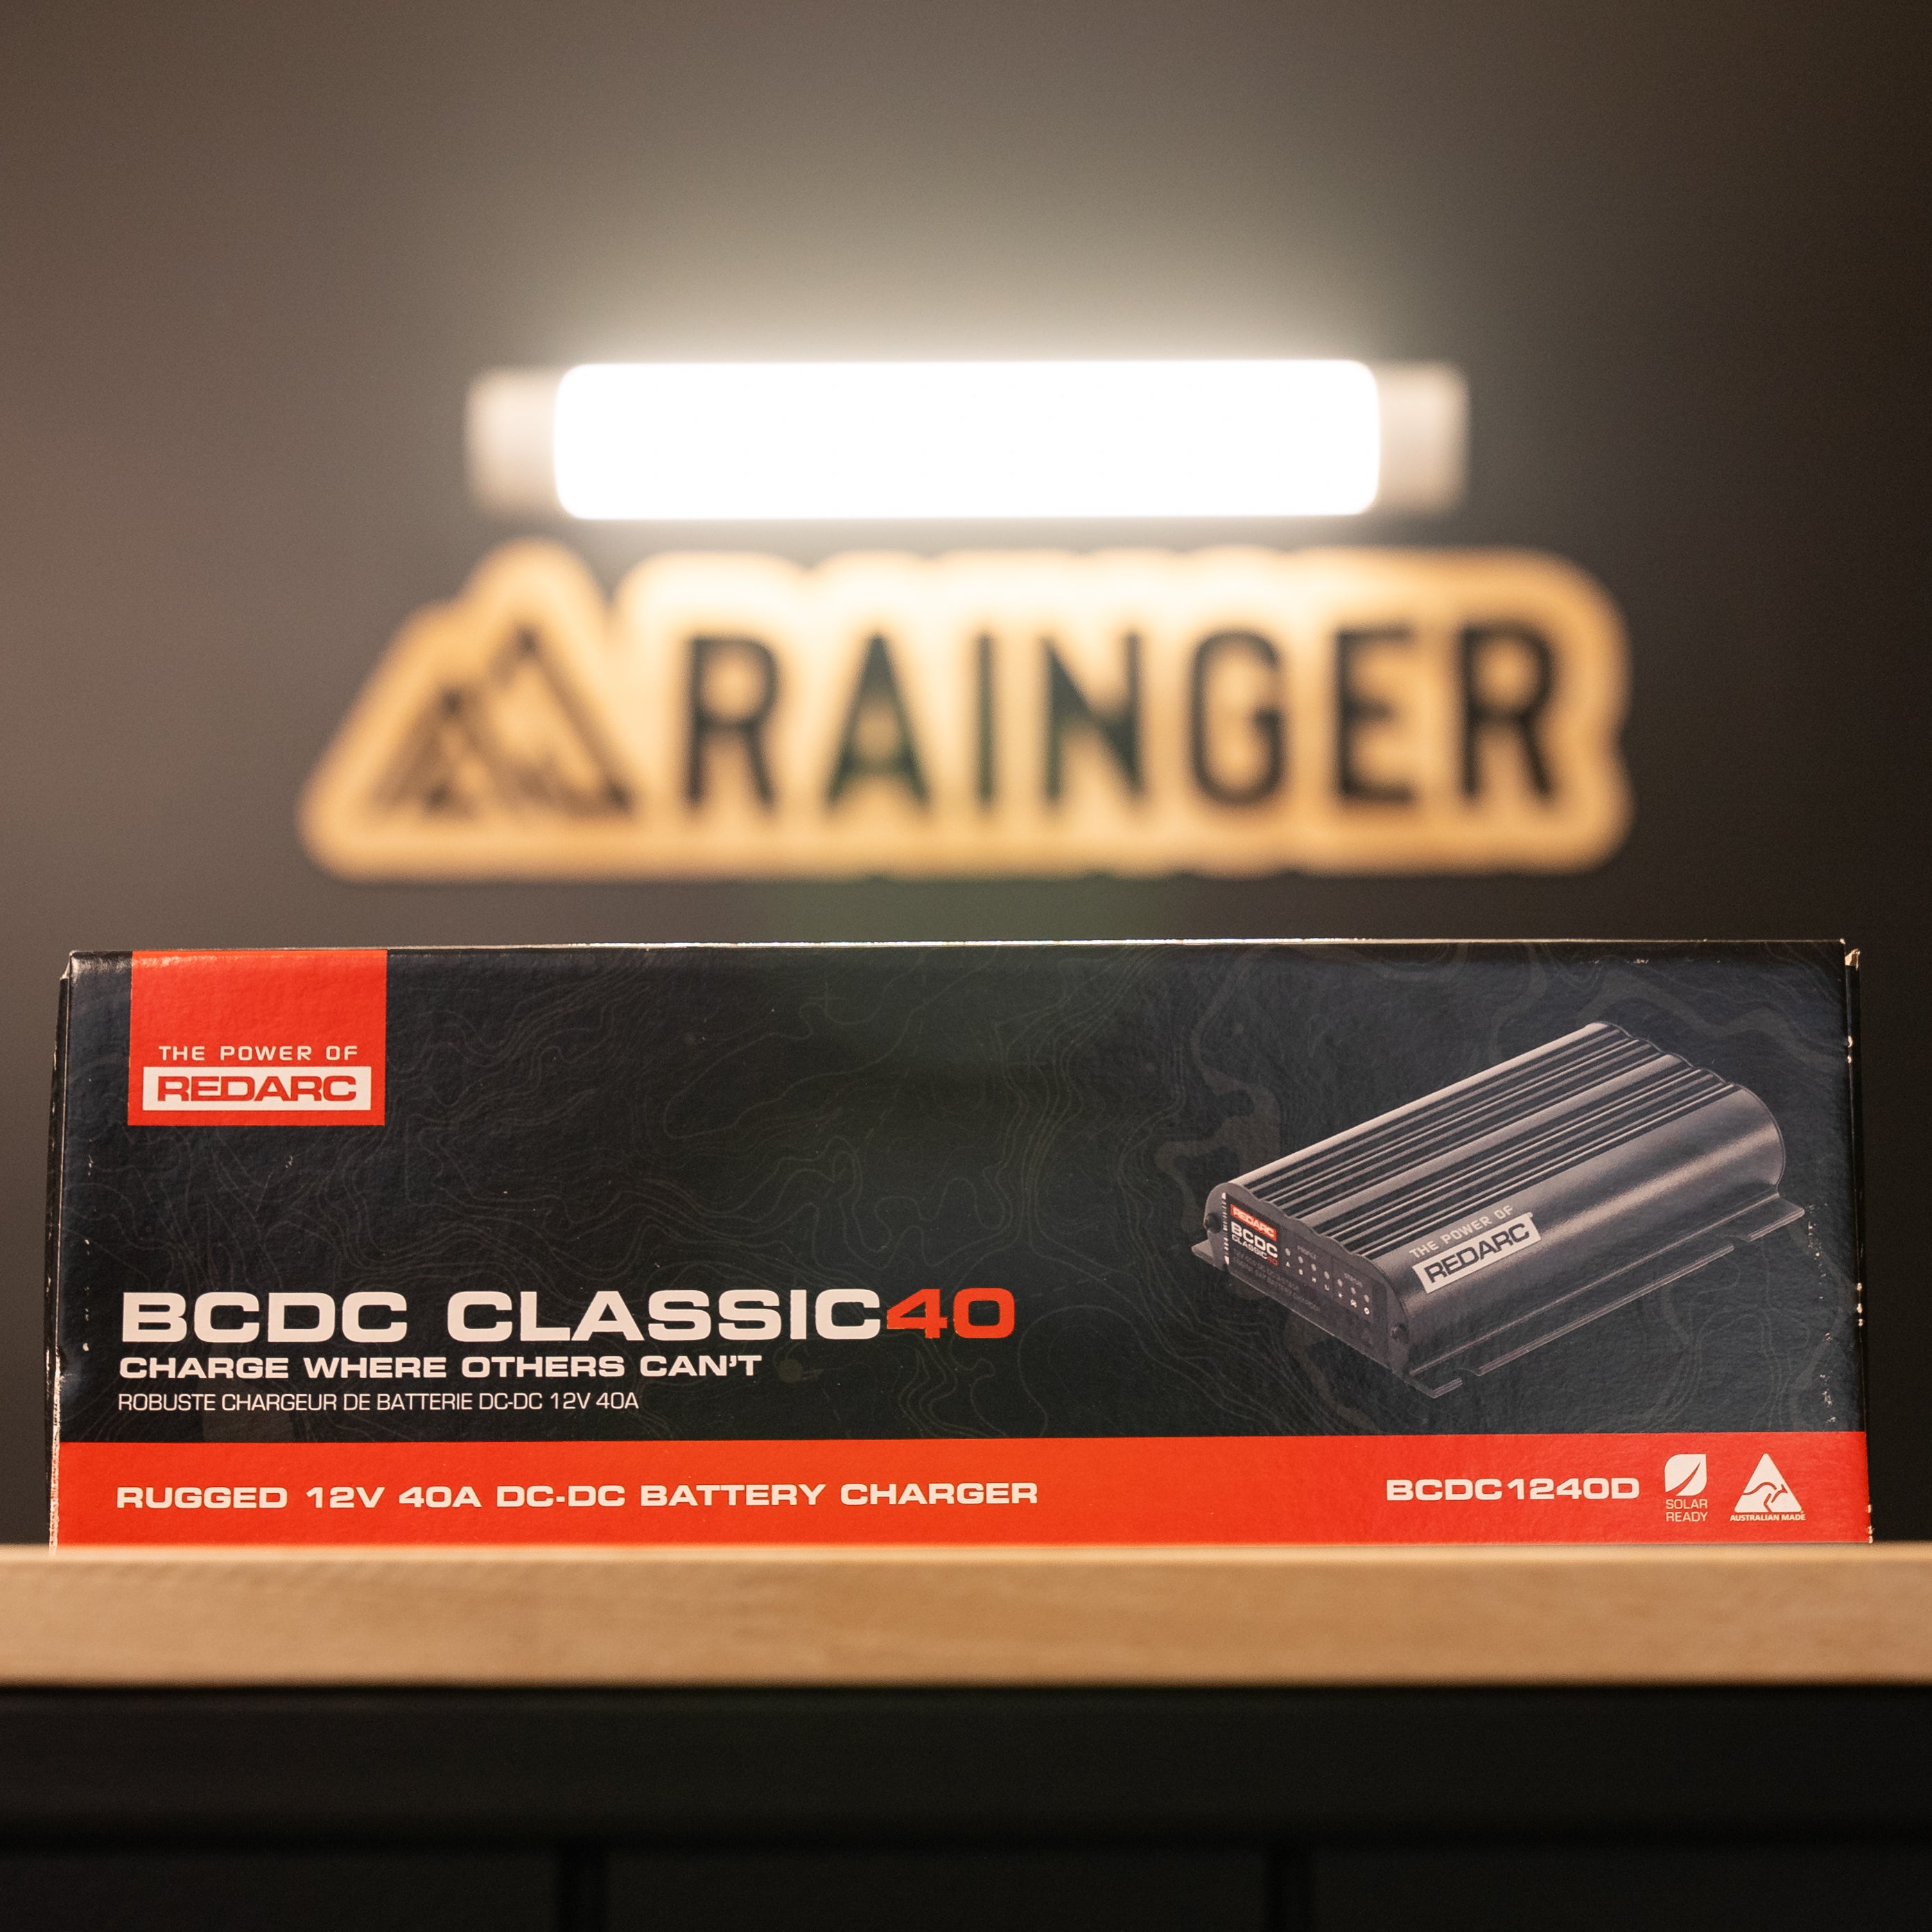 RAINGER
THE POWER OF
REDARC
BCDC CLASSIC40
CHARGE WHERE OTHERS CAN'T
ROBUSTE CHARGEUR DE BATTERIE DC-DC 12V 40A
REDARC
BCDC
CLASSIC40
THE POWER OF
REDARC
RUGGED 12V 40A DC-DC BATTERY CHARGER
BCDC1240D
SOLAR
READY
AUSTRALIAN MADE